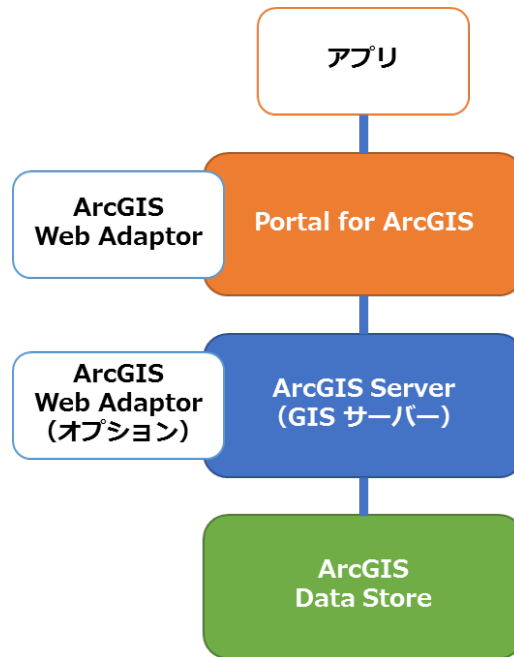 アプリ
ArcGIS
Web Adaptor
Portal for ArcGIS
ArcGIS
Web Adaptor
（オプション）
ArcGIS Server
（GIS サーバー）
ArcGIS
Data Store